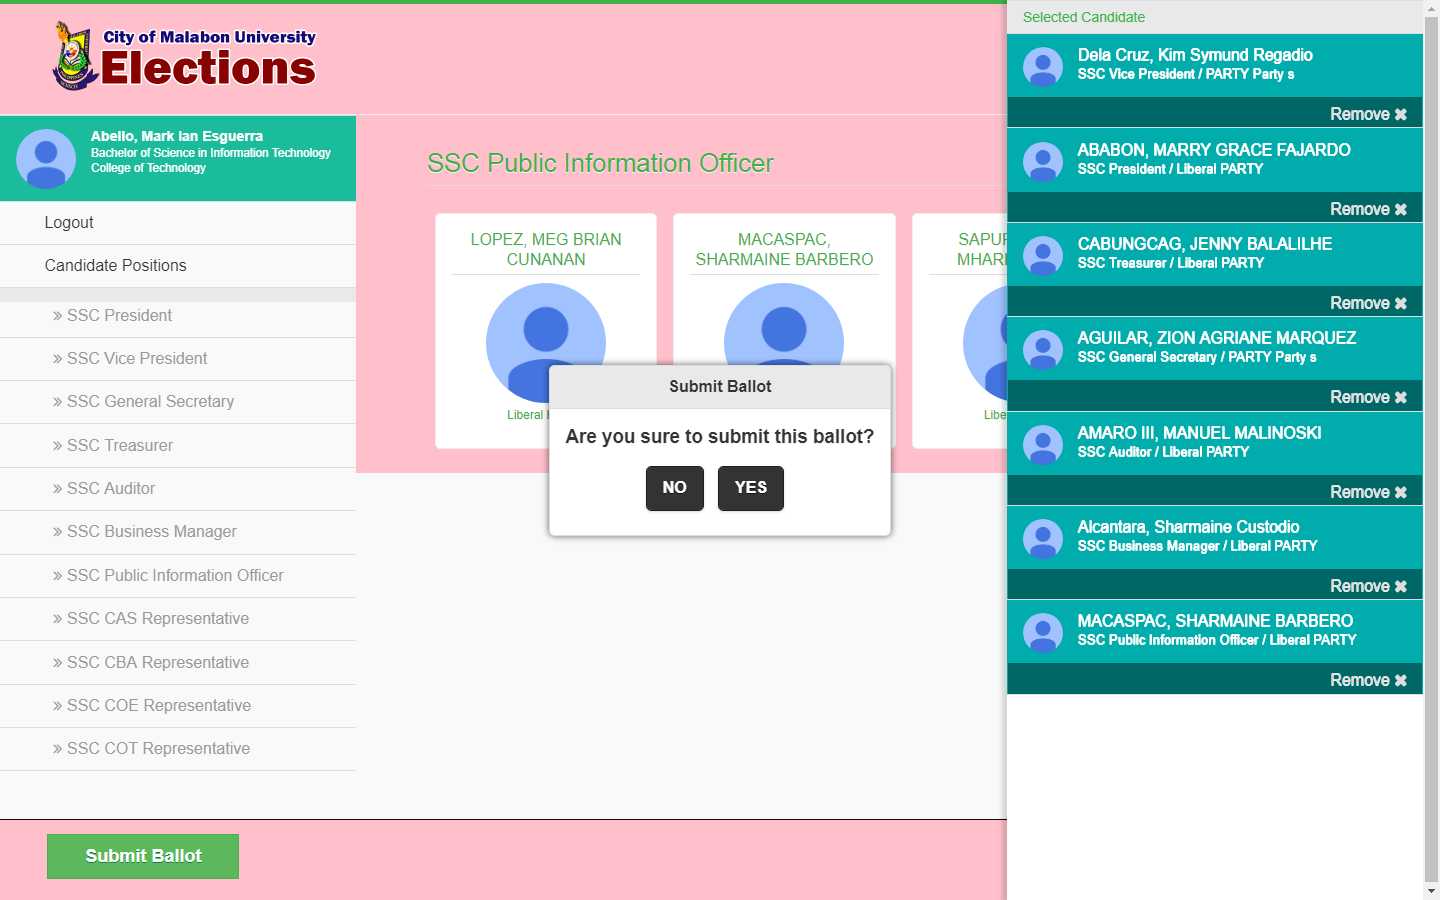 City of Malabon University
Elections
Abello, Mark Ian Esguerra
Bachelor of Science in Information Technology
College of Technology
Logout
Candidate Positions
» SSC President
» SSC Vice President
» SSC General Secretary
» SSC Treasurer
» SSC Auditor
» SSC Business Manager
» SSC Public Information Officer
» SSC CAS Representative
» SSC CBA Representative
» SSC COE Representative
» SSC COT Representative
Submit Ballot
SSC Public Information Officer
LOPEZ, MEG BRIAN
CUNANAN
Liberal
MACASPAC,
SHARMAINE BARBERO
Submit Ballot
Are you sure to submit this ballot?
NO
YES
Selected Candidate
Dela Cruz, Kim Symund Regadio
SSC Vice President / PARTY Party s
Remove ✖
ABABON, MARRY GRACE FAJARDO
SSC President / Liberal PARTY
Remove ✖
CABUNGCAG, JENNY BALALILHE
SSC Treasurer / Liberal PARTY
Remove ✖
AGUILAR, ZION AGRIANE MARQUEZ
SSC General Secretary / PARTY Party s
Remove ✖
AMARO III, MANUEL MALINOSKI
SSC Auditor / Liberal PARTY
Remove ✖
Alcantara, Sharmaine Custodio
SSC Business Manager / Liberal PARTY
Remove ✖
MACASPAC, SHARMAINE BARBERO
SSC Public Information Officer / Liberal PARTY
Remove ✖